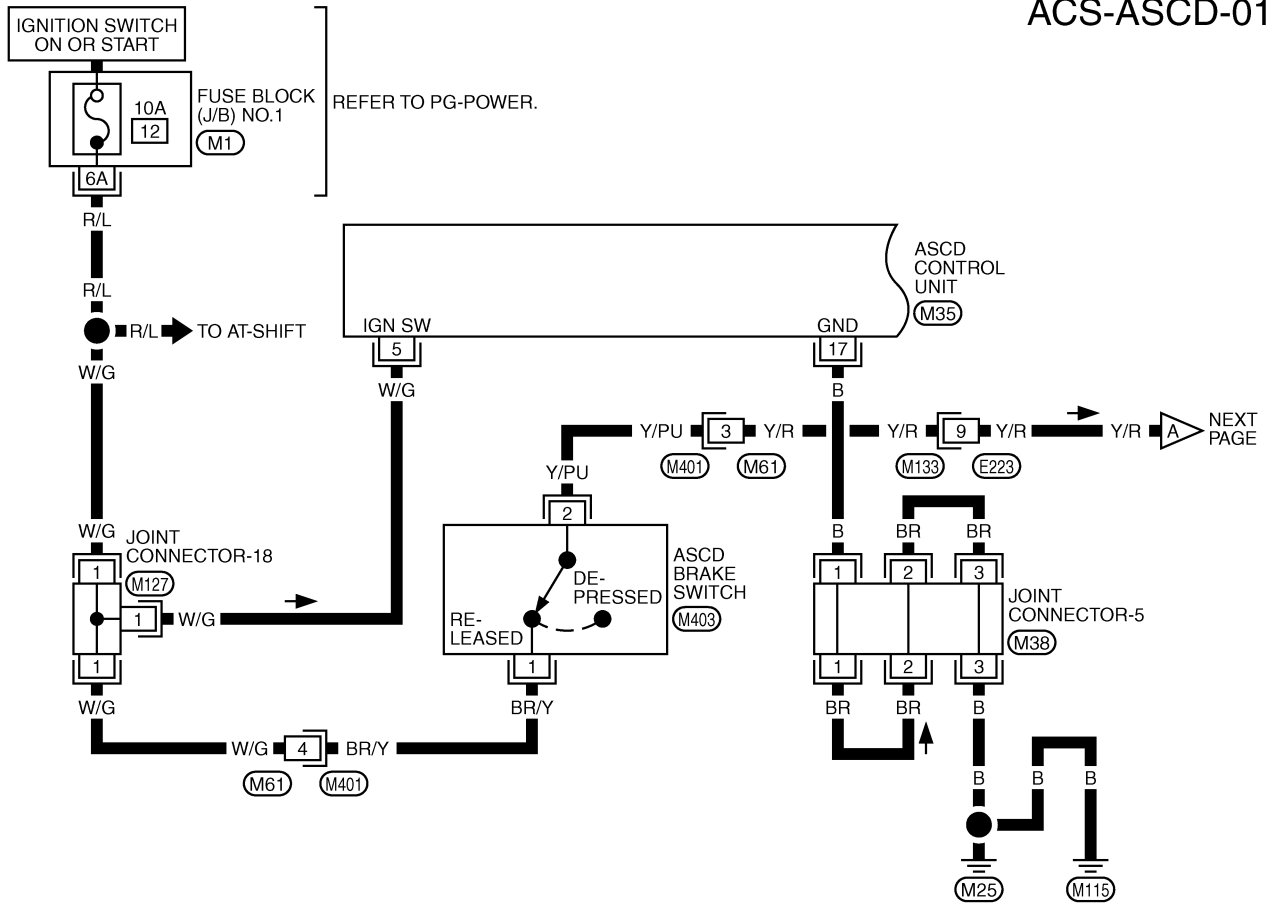 ACS-ASCD-01
IGNITION SWITCH
ON OR START
10A
12
FUSE BLOCK
(J/B) NO.1
M1
REFER TO PG-POWER.
6A
R/L
R/L
R/L
TO AT-SHIFT
W/G
ASCD
CONTROL
UNIT
M35
IGN SW
GND
5
17
W/G
B
Y/PU
3
Y/R
Y/R
9
Y/R
Y/R
A
NEXT
PAGE
M401
M61
M133
E223
Y/PU
2
W/G
JOINT
CONNECTOR-18
M127
1
1
W/G
1
W/G
DE-
PRESSED
RE-
LEASED
ASCD
BRAKE
SWITCH
M403
1
BR/Y
B
BR
BR
1
2
3
JOINT
CONNECTOR-5
M38
1
2
3
BR
BR
B
W/G
4
BR/Y
M61
M401
B
B
B
M25
M115